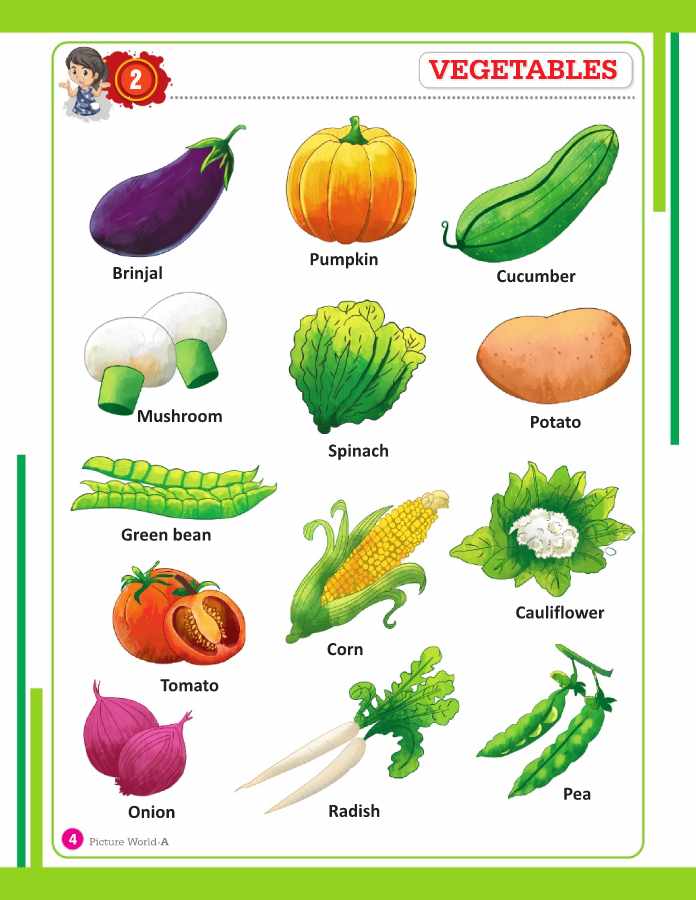 2
VEGETABLES
Brinjal
Pumpkin
Cucumber
Mushroom
Spinach
Potato
Green bean
Corn
Cauliflower
Tomato
Onion
Radish
Pea
4 Picture World-A